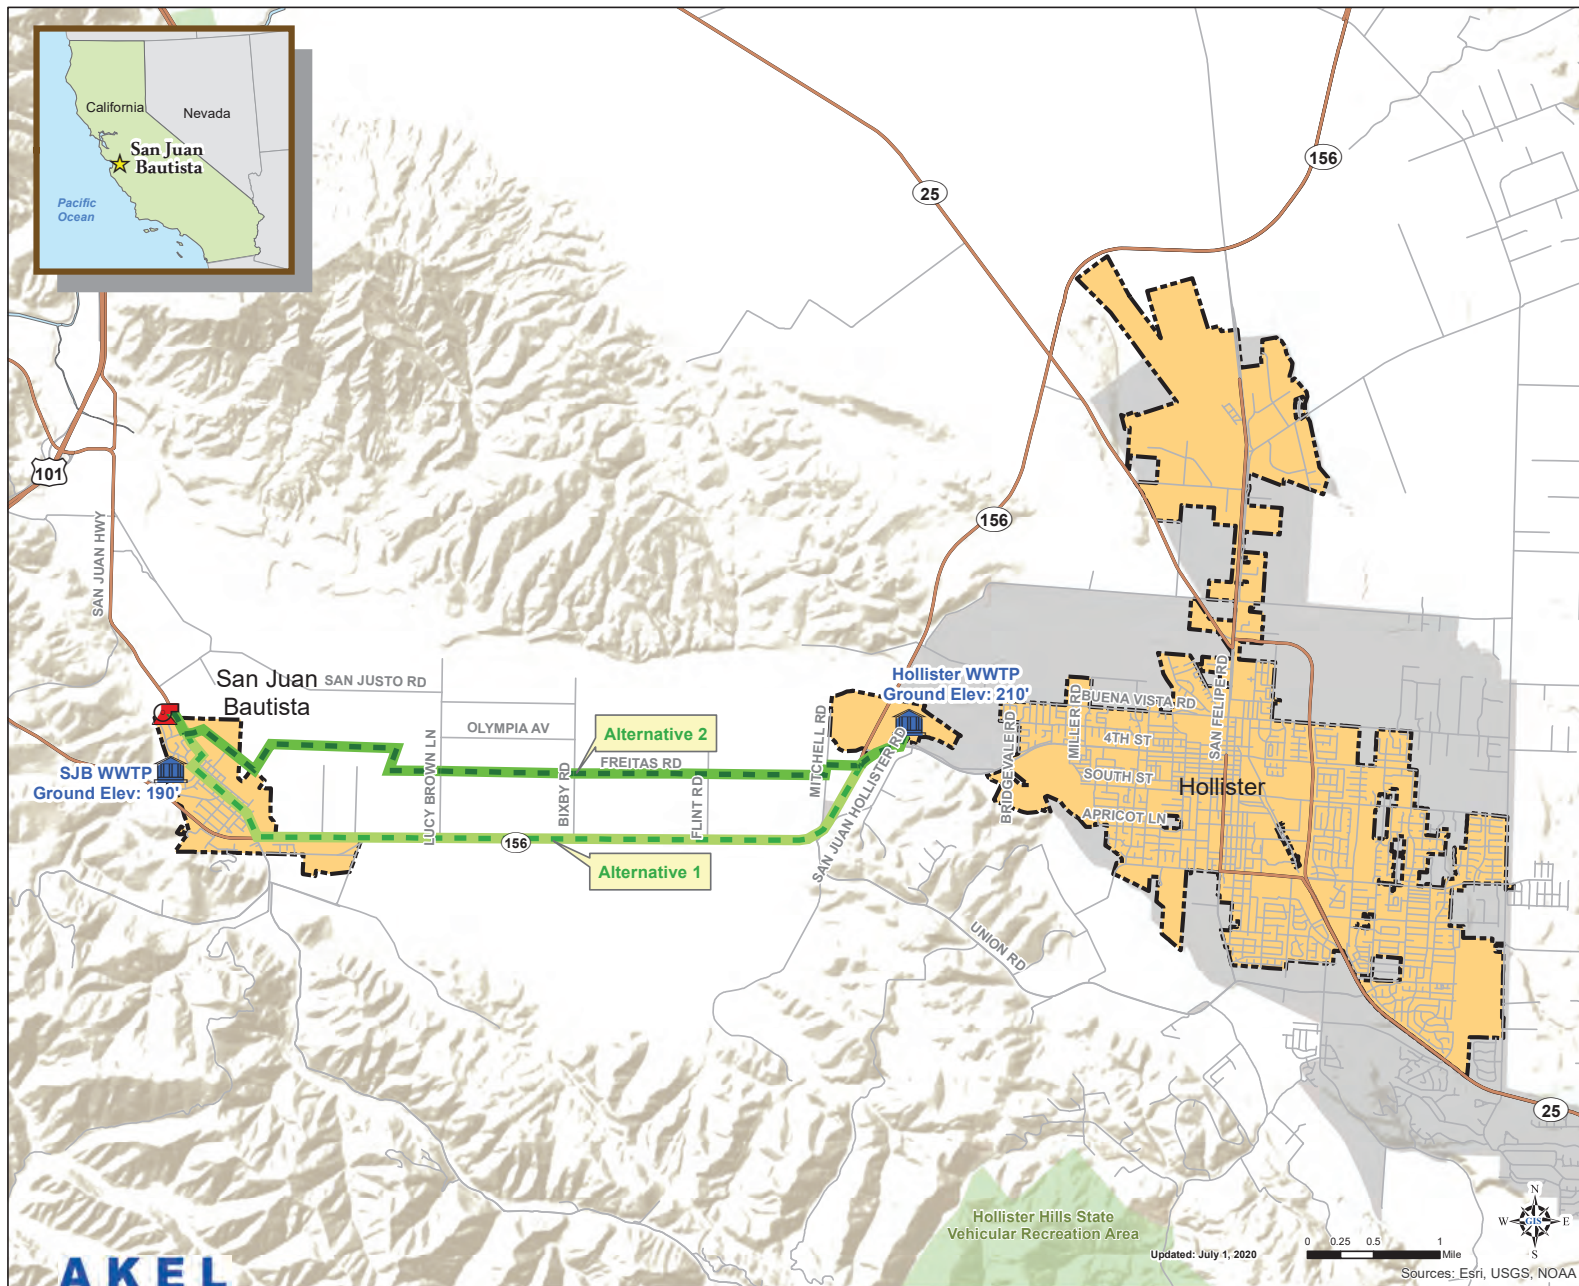 California
Nevada
San Juan
Bautista
Pacific
Ocean
156
25
101
SAN JUAN HWY
156
San Juan
Bautista
SAN JUSTO RD
OLYMPIA AV
LUCY BROWN LN
BIXBY RD
Alternative 2
FREITAS RD
FLINT RD
MITCHELL RD
Hollister WWTP
Ground Elev: 210'
SAN JUAN HOLLISTER RD
SJB WWTP
Ground Elev: 190'
156
Alternative 1
BRIDGEVALE RD
MILLER RD
BUENA VISTA RD
SAN FELIPE RD
4TH ST
SOUTH ST
Hollister
APRICOT LN
UNION RD
25
Hollister Hills State
Vehicular Recreation Area
Updated: July 1, 2020
0 0.25 0.5 1
Mile
N
W GIS E
S
Sources: Esri, USGS, NOAA
AKEL